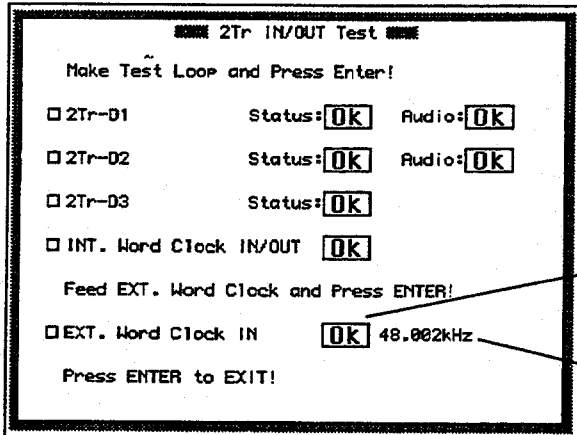 2Tr IN/OUT Test
Make Test Loop and Press Enter!
2Tr-D1 Status: Ok Audio: Ok
2Tr-D2 Status: Ok Audio: Ok
2Tr-D3 Status: Ok
INT. Word Clock IN/OUT Ok
Feed EXT. Word Clock and Press ENTER!
EXT. Word Clock IN Ok 48.002kHz
Press ENTER to EXIT!